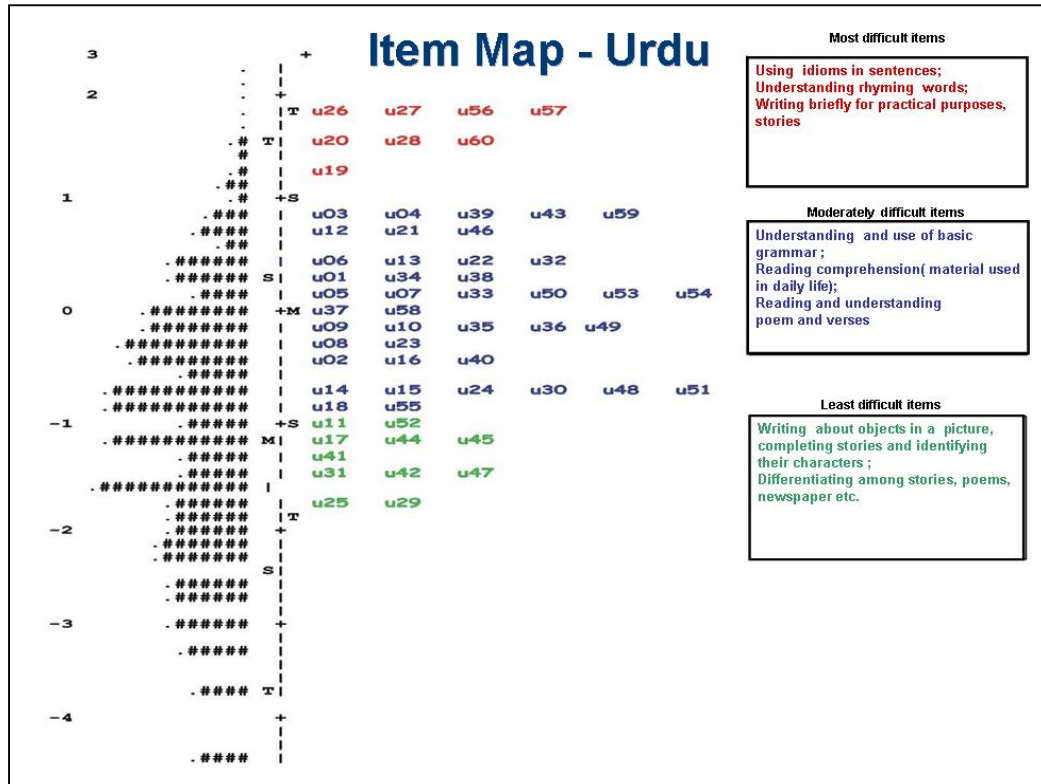 Item Map - Urdu
3 +
. |
2 . +
. |T u26 u27 u56 u57
. |
.# T| u20 u28 u60
# |
.# | u19
.## |
1 .# +S
.### | u03 u04 u39 u43 u59
.#### | u12 u21 u46
.## |
.###### | u06 u13 u22 u32
.###### S| u01 u34 u38
.#### | u05 u07 u33 u50 u53 u54
0 .######## +M u37 u58
.######## | u09 u10 u35 u36 u49
.########## | u08 u23
.######### | u02 u16 u40
.##### |
.########### | u14 u15 u24 u30 u48 u51
.########### | u18 u55
-1 .##### +S u11 u52
.########### M| u17 u44 u45
.##### | u41
.##### | u31 u42 u47
.############ |
.###### | u25 u29
.###### |T
-2 .###### +
.####### |
.####### |
S|
.###### |
.###### |
-3 .###### +
.##### |
.#### T|
-4 +
.#### |
Most difficult items
Using idioms in sentences;
Understanding rhyming words;
Writing briefly for practical purposes,
stories
Moderately difficult items
Understanding and use of basic
grammar ;
Reading comprehension( material used
in daily life);
Reading and understanding
poem and verses
Least difficult items
Writing about objects in a picture,
completing stories and identifying
their characters ;
Differentiating among stories, poems,
newspaper etc.